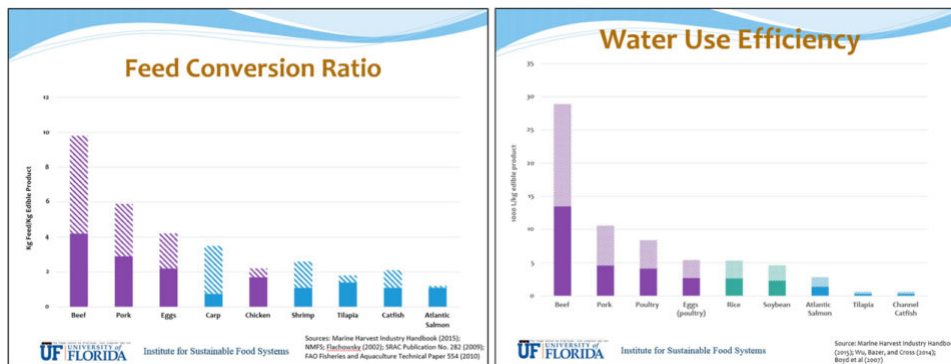 Feed Conversion Ratio
Kg Feed/Kg Edible Product
12
10
8
6
4
2
0
Beef
Pork
Eggs
Carp
Chicken
Shrimp
Tilapia
Catfish
Atlantic
Salmon
UF UNIVERSITY of
FLORIDA
Institute for Sustainable Food Systems
Sources: Marine Harvest Industry Handbook (2015);
NMFS; Flachowsky (2002); SRAC Publication No. 282 (2009);
FAO Fisheries and Aquaculture Technical Paper 554 (2010)
Water Use Efficiency
1000 L/kg edible product
35
30
25
20
15
10
5
0
Beef
Pork
Poultry
Eggs
(poultry)
Rice
Soybean
Atlantic
Salmon
Tilapia
Channel
Catfish
UF UNIVERSITY of
FLORIDA
Institute for Sustainable Food Systems
Source: Marine Harvest Industry Handb
(2015); Wu, Bazer, and Cross (2014),
Boyd et al (2007)